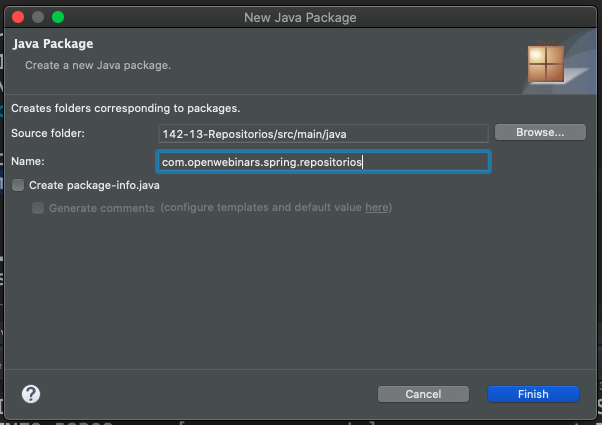 New Java Package
Java Package
Create a new Java package.
Creates folders corresponding to packages.
Source folder: 142-13-Repositorios/src/main/java Browse...
Name: com.openwebinars.spring.repositorios
Create package-info.java
Generate comments (configure templates and default value here)
? Cancel Finish